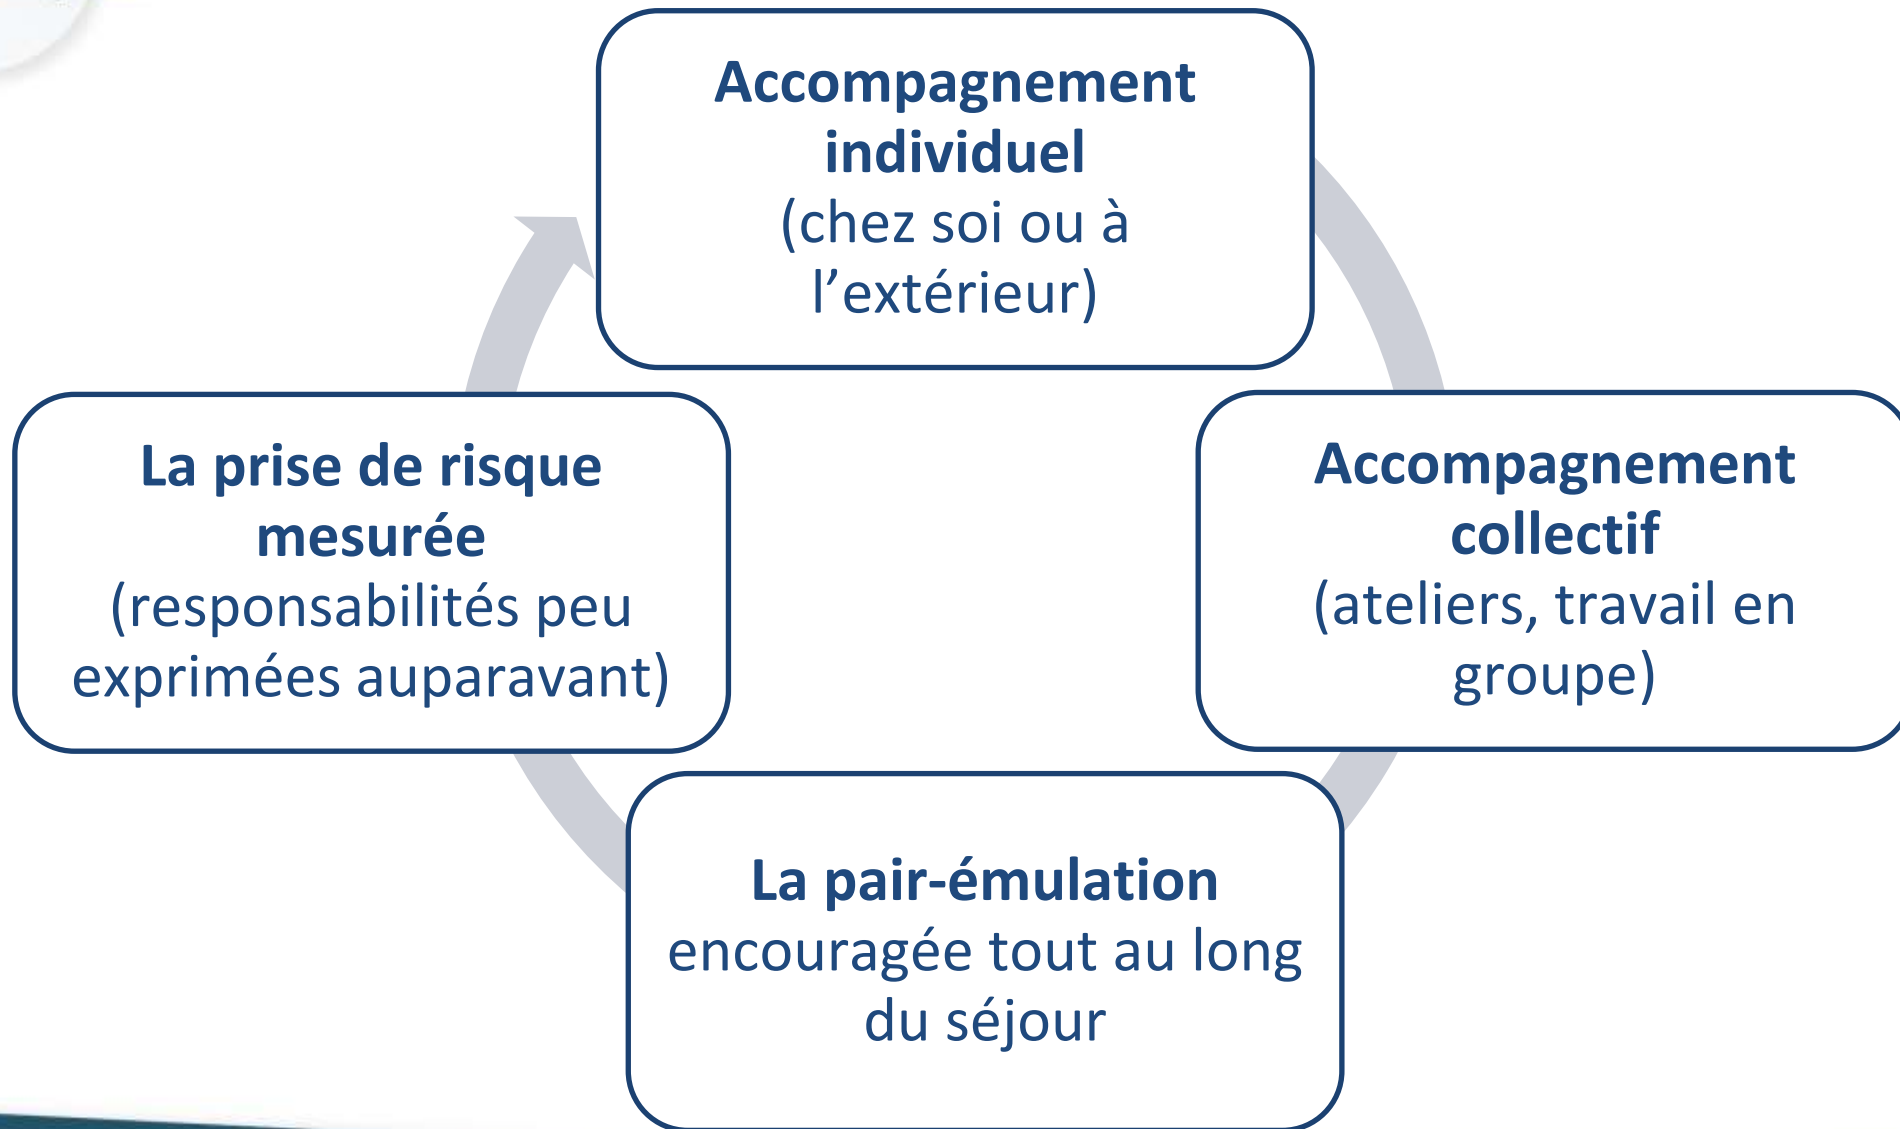 Accompagnement
individuel
(chez soi ou à
l’extérieur)
Accompagnement
collectif
(ateliers, travail en
groupe)
La pair-émulation
encouragée tout au long
du séjour
La prise de risque
mesurée
(responsabilités peu
exprimées auparavant)